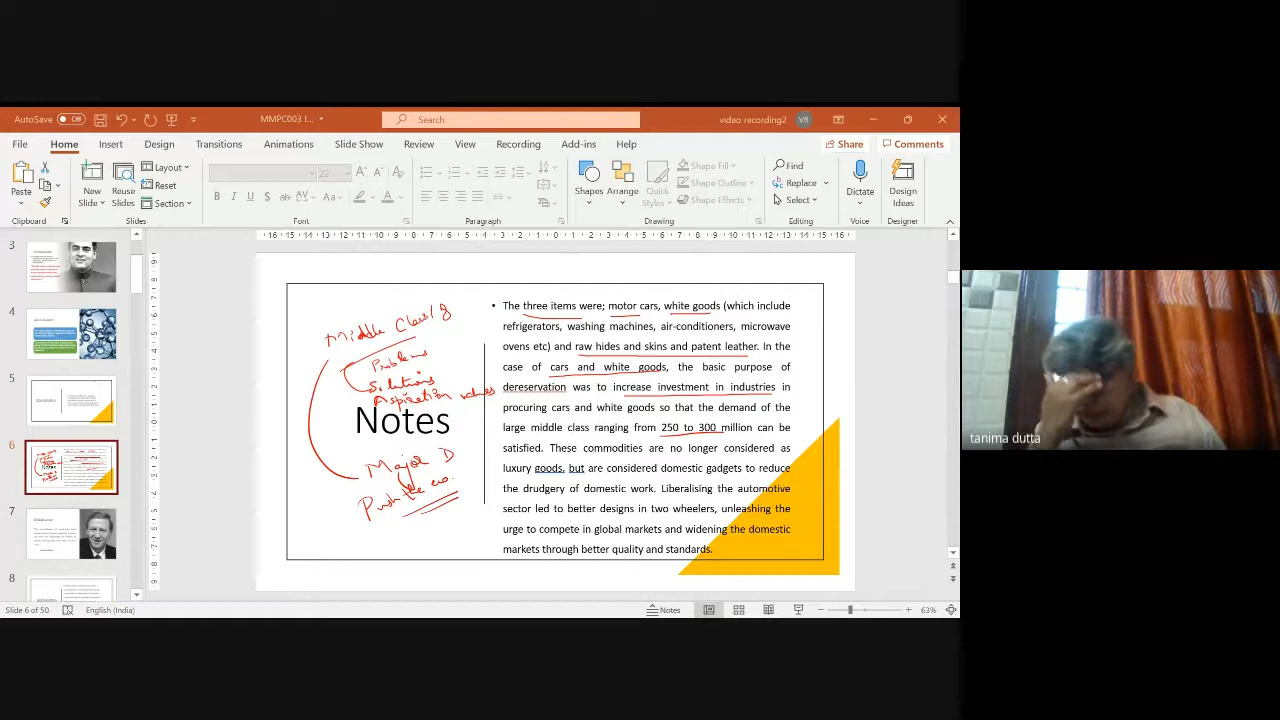 AutoSave Off
MMPC003 I...
Search
video recording2
VR
File Home Insert Design Transitions Animations Slide Show Review View Recording Add-ins Help
Share Comments
Paste
New Slide
Reuse Slides
Layout
Reset
Section
22
Shapes
Arrange
Quick Styles
Shape Fill
Shape Outline
Shape Effects
Find
Replace
Select
Dictate
Design Ideas
Clipboard Slides Font Paragraph Drawing Editing Voice Designer
3
4
5
6
7
8
Middle Class
Problems
Solutions
Aspiration values
Notes
Major D
Push the eco.
• The three items were; motor cars, white goods (which include
refrigerators, washing machines, air-conditioners, microwave
ovens etc) and raw hides and skins and patent leather. In the
case of cars and white goods, the basic purpose of
dereservation was to increase investment in industries in
procuring cars and white goods so that the demand of the
large middle class ranging from 250 to 300 million can be
satisfied. These commodities are no longer considered as
luxury goods, but are considered domestic gadgets to reduce
the drudgery of domestic work. Liberalising the automotive
sector led to better designs in two wheelers, unleashing the
urge to compete in global markets and widening the domestic
markets through better quality and standards.
Slide 6 of 50
English (India)
Notes
63%
tanima dutta